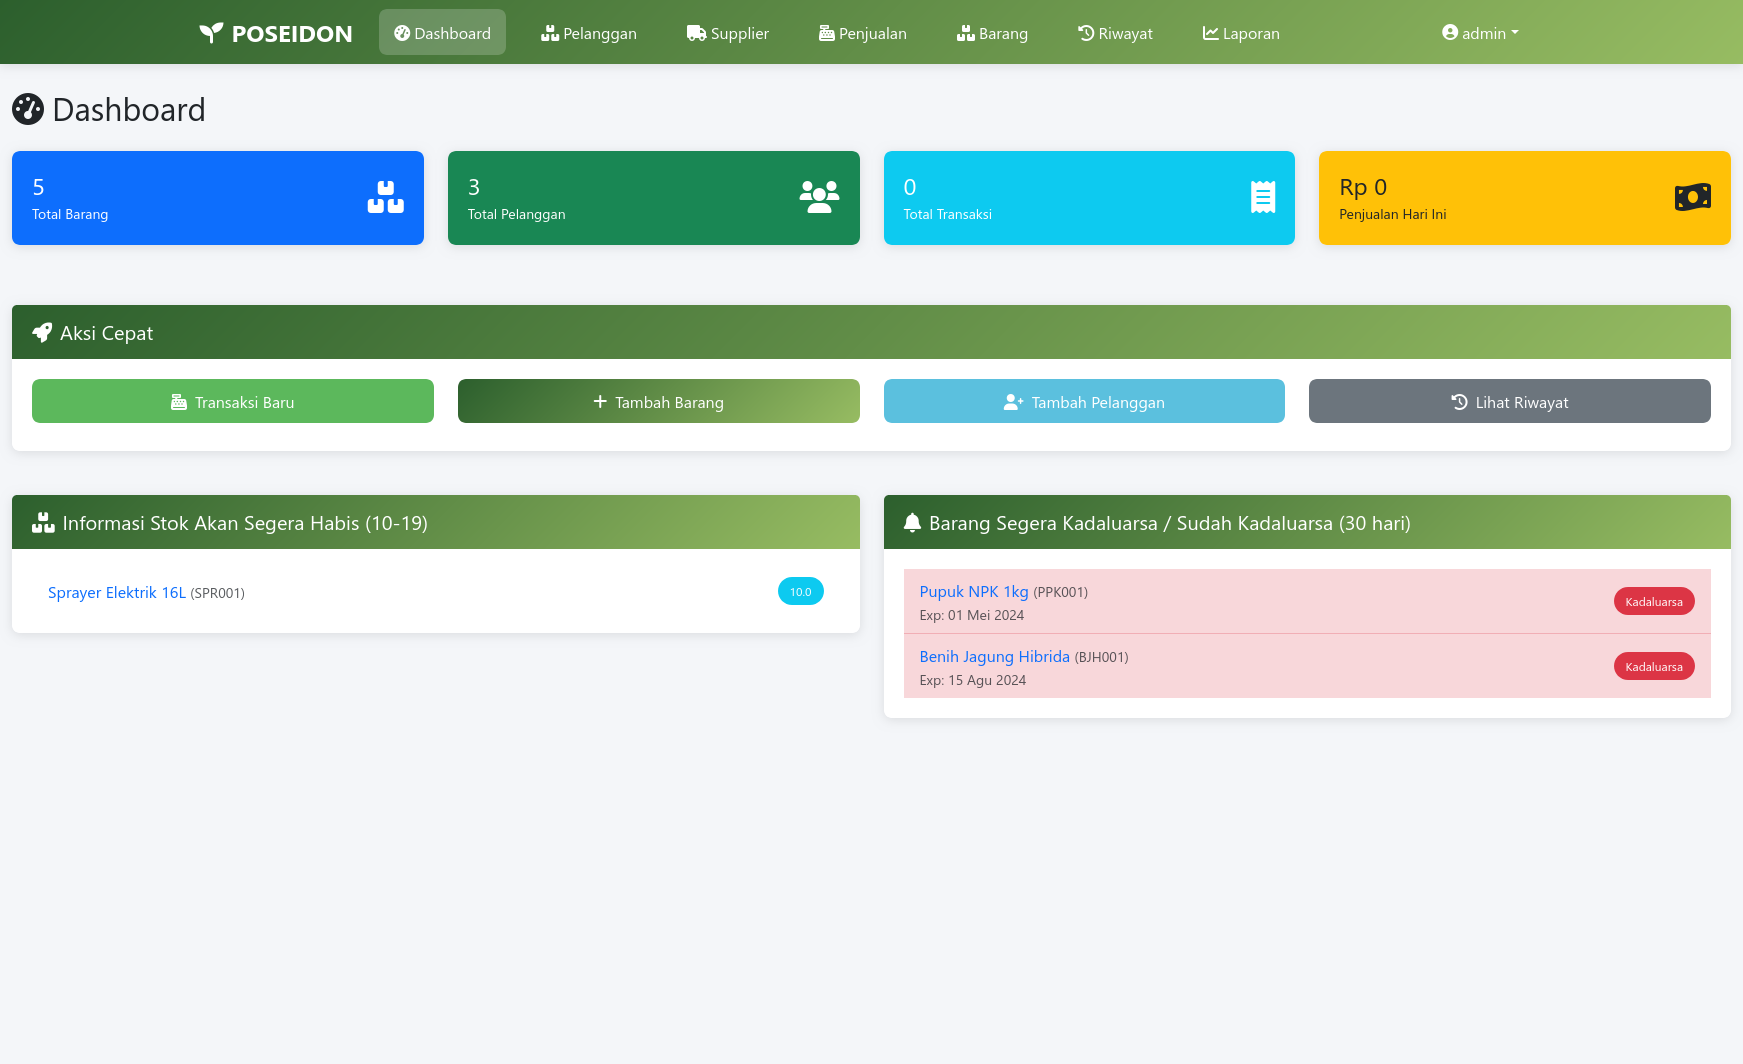 POSEIDON Dashboard Pelanggan Supplier Penjualan Barang Riwayat Laporan admin
Dashboard
5
Total Barang
3
Total Pelanggan
0
Total Transaksi
Rp 0
Penjualan Hari Ini
Aksi Cepat
Transaksi Baru Tambah Barang Tambah Pelanggan Lihat Riwayat
Informasi Stok Akan Segera Habis (10-19)
Sprayer Elektrik 16L (SPR001) 10.0
Barang Segera Kadaluarsa / Sudah Kadaluarsa (30 hari)
Pupuk NPK 1kg (PPK001)
Exp: 01 Mei 2024
Kadaluarsa
Benih Jagung Hibrida (BJH001)
Exp: 15 Agu 2024
Kadaluarsa